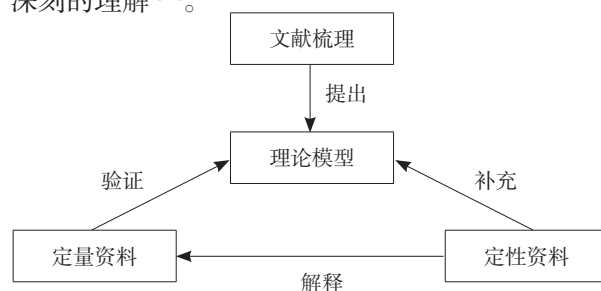 深刻的理解
。
文献梳理
提出
理论模型
验证
补充
定量资料
定性资料
解释